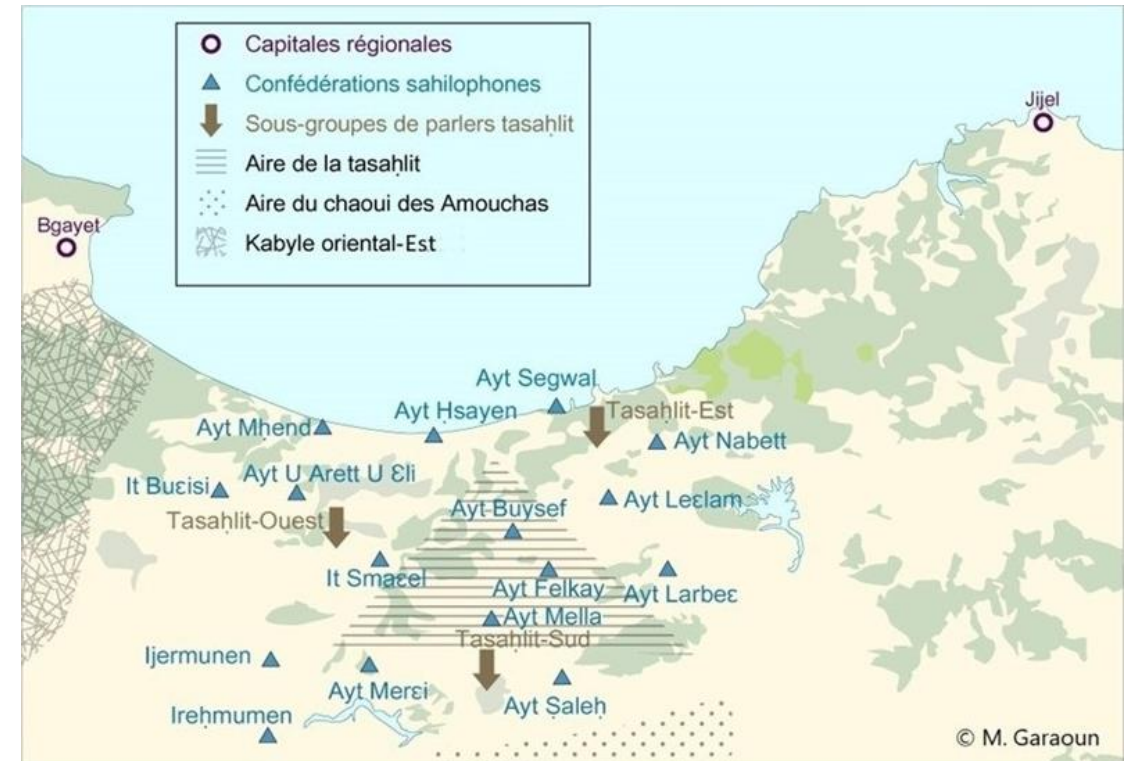 Capitales régionales
Confédérations sahilophones
Sous-groupes de parlers tasaḥlit
Aire de la tasaḥlit
Aire du chaoui des Amouchas
Kabyle oriental-Est
Jijel
Bgayet
Ayt Segwal
Ayt Ḥsayen
Tasaḥlit-Est
Ayt Mḥend
Ayt Nabett
Ayt U Arett U Ɛli
It Buɛisi
Ayt Leɛlam
Ayt Buysef
Tasaḥlit-Ouest
It Smaɛel
Ayt Felkay
Ayt Larbeɛ
Ayt Mella
Tasaḥlit-Sud
Ijermunen
Ayt Merɛi
Ayt Ṣaleḥ
Ireḥmumen
© M. Garaoun